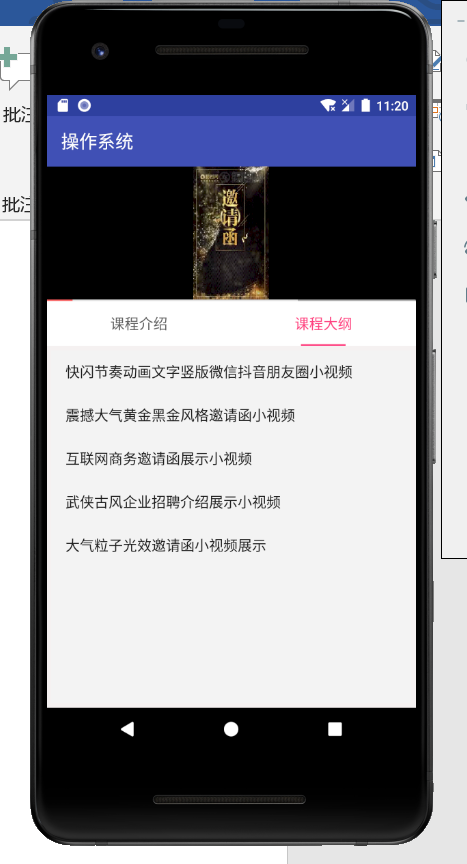 批注
批注
11:20
操作系统
邀
请
函
课程介绍
课程大纲
快闪节奏动画文字竖版微信抖音朋友圈小视频
震撼大气黄金黑金风格邀请函小视频
互联网商务邀请函展示小视频
武侠古风企业招聘介绍展示小视频
大气粒子光效邀请函小视频展示